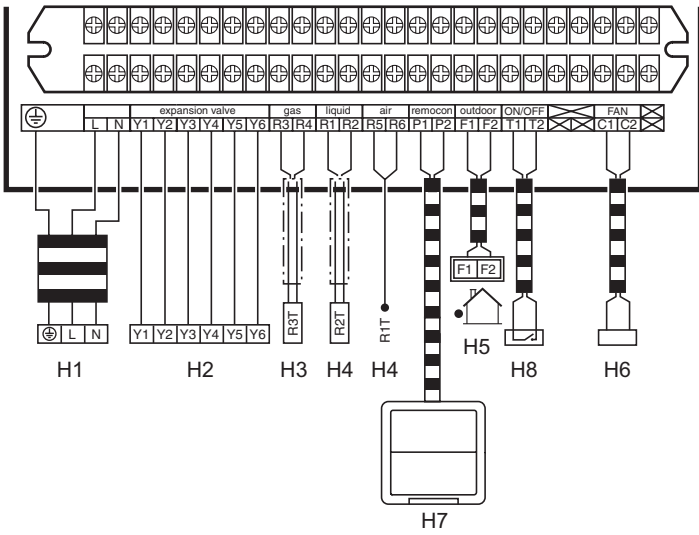 expansion valve gas liquid air remocon outdoor ON/OFF FAN
L N Y1 Y2 Y3 Y4 Y5 Y6 R3 R4 R1 R2 R5 R6 P1 P2 F1 F2 T1 T2 C1 C2
F1 F2
L N Y1 Y2 Y3 Y4 Y5 Y6 R3T R2T R1T
H5
H1 H2 H3 H4 H4 H8 H6
H7